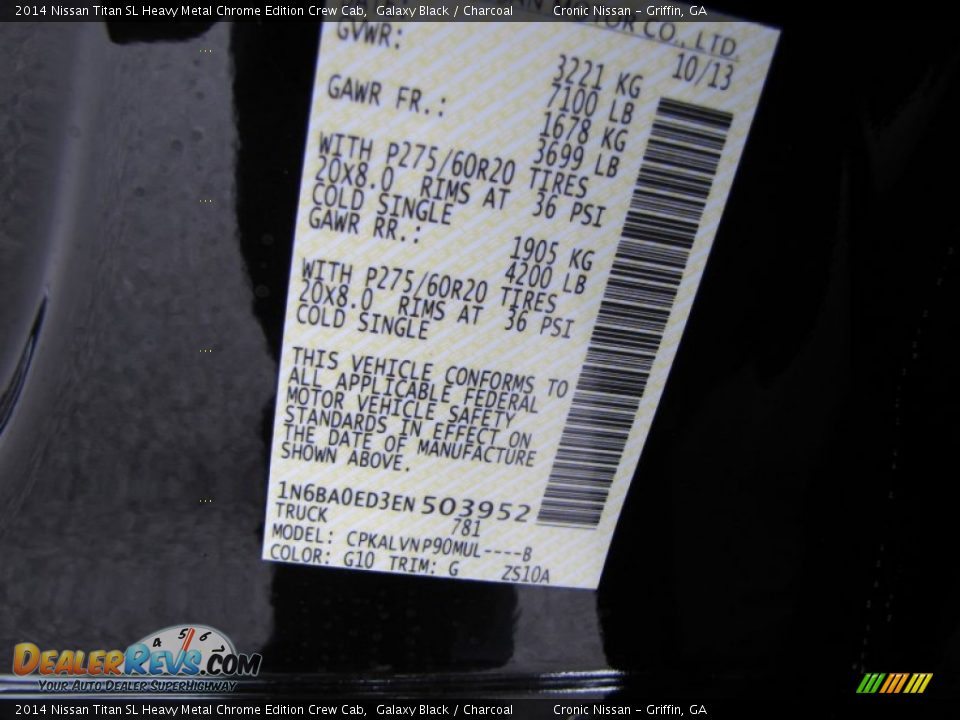 2014 Nissan Titan SL Heavy Metal Chrome Edition Crew Cab, Galaxy Black / Charcoal Cronic Nissan - Griffin, GA
CO., LTD.
GVWR: 10/13
3221 KG
7100 LB
GAWR FR.: 1678 KG
3699 LB
WITH P275/60R20 TIRES
20X8.0 RIMS AT 36 PSI
COLD SINGLE
GAWR RR.: 1905 KG
4200 LB
WITH P275/60R20 TIRES
20X8.0 RIMS AT 36 PSI
COLD SINGLE
THIS VEHICLE CONFORMS TO
ALL APPLICABLE FEDERAL
MOTOR VEHICLE SAFETY
STANDARDS IN EFFECT ON
THE DATE OF MANUFACTURE
SHOWN ABOVE.
1N6BA0ED3EN503952
TRUCK 781
MODEL: CPKALVNP90MUL----B
COLOR: G10 TRIM: G ZS10A
4 5 6
DEALERREVS.COM
YOUR AUTO DEALER SUPERHIGHWAY
2014 Nissan Titan SL Heavy Metal Chrome Edition Crew Cab, Galaxy Black / Charcoal Cronic Nissan - Griffin, GA